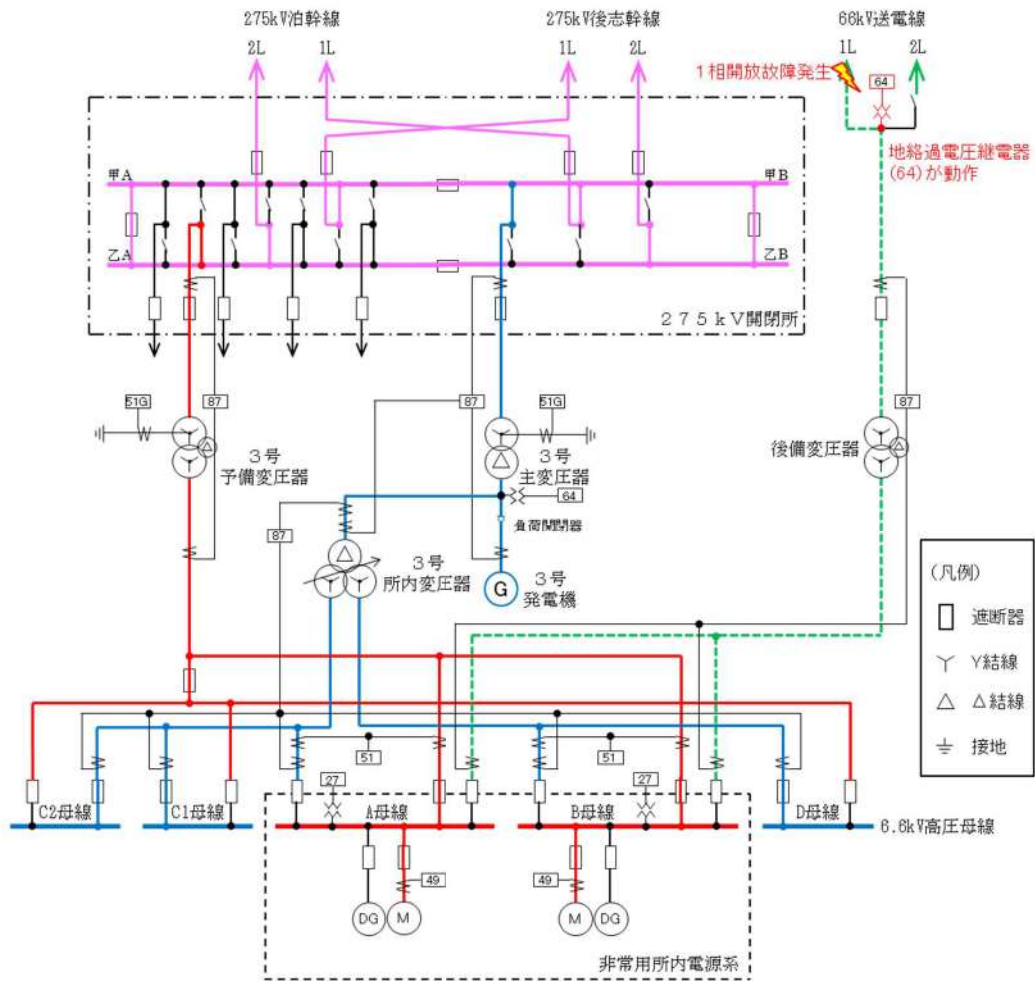 275kV泊幹線
275kV後志幹線
66kV送電線
2L
1L
1L
2L
1L
2L
1相開放故障発生
64
地絡過電圧継電器
(64)が動作
甲A
甲B
乙A
乙B
275kV開閉所
51G
87
87
51G
87
3号
予備変圧器
3号
主変圧器
後備変圧器
64
負荷開閉器
87
3号
所内変圧器
G
3号
発電機
(凡例)
遮断器
Y結線
Δ結線
接地
51
51
27
27
C2母線
C1母線
A母線
B母線
D母線
6.6kV高圧母線
49
49
DG
M
M
DG
非常用所内電源系